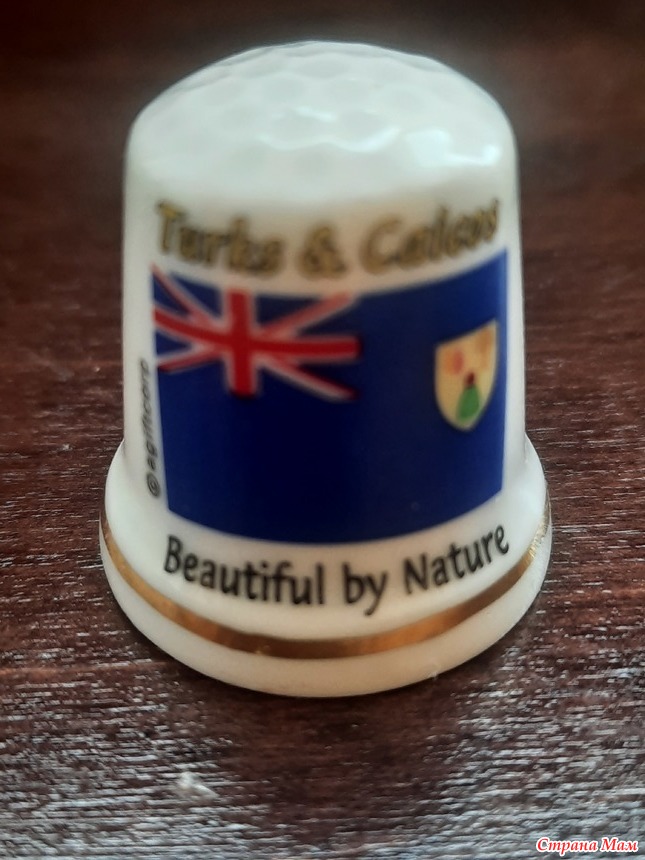 Turks & Caicos
©agiftcorp
Beautiful by Nature
Страна Мам